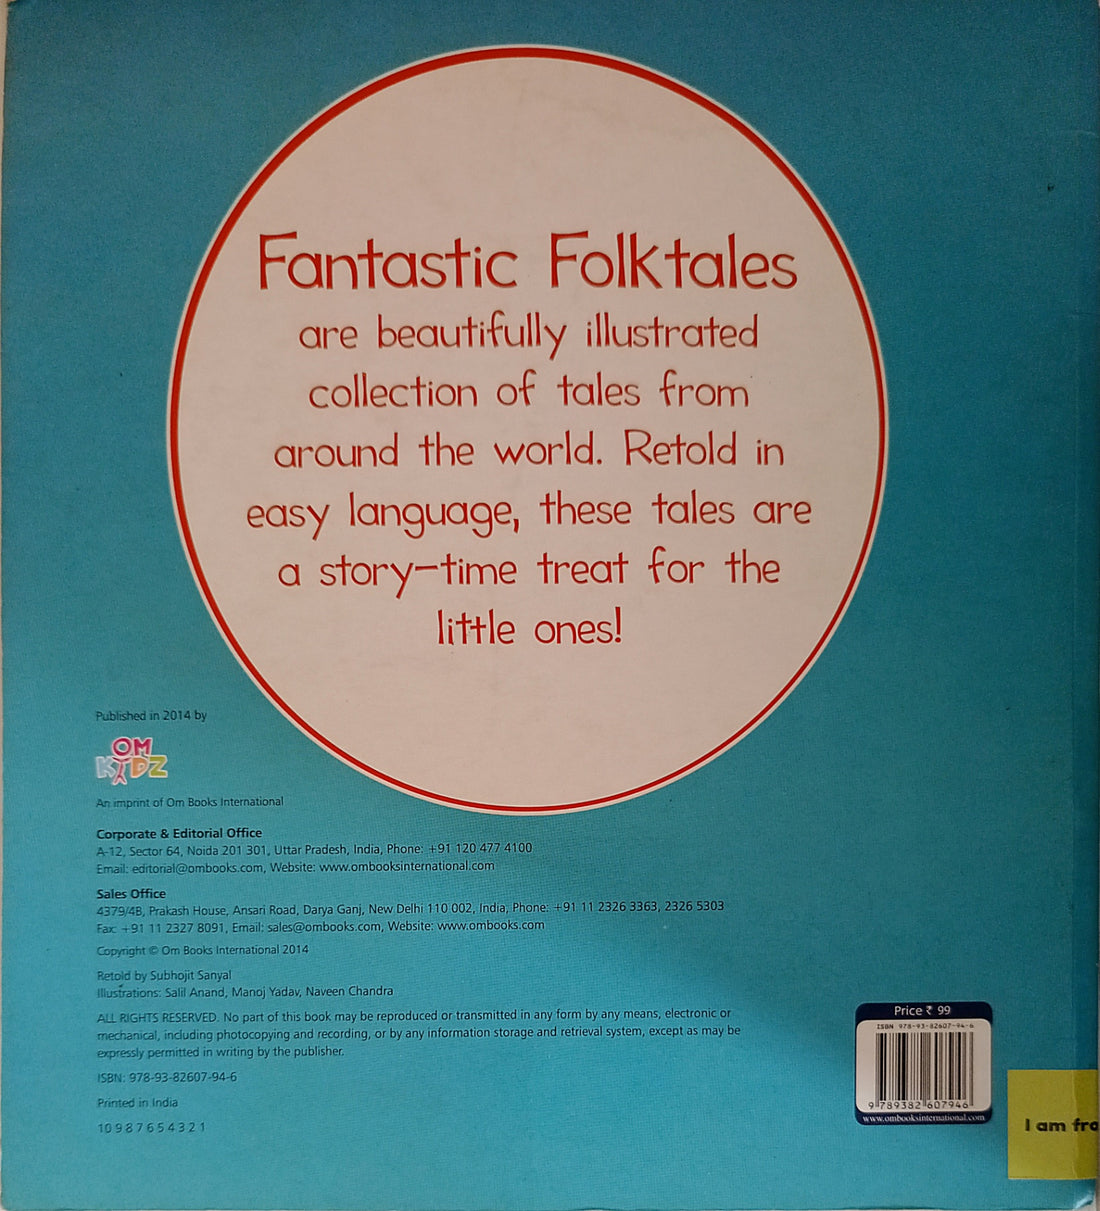 Fantastic Folktales
are beautifully illustrated
collection of tales from
around the world. Retold in
easy language, these tales are
a story-time treat for the
little ones!
Published in 2014 by
OM
KIDZ
An imprint of Om Books International
Corporate & Editorial Office
A-12, Sector 64, Noida 201 301, Uttar Pradesh, India, Phone: +91 120 477 4100
Email: editorial@ombooks.com, Website: www.ombooksinternational.com
Sales Office
4379/4B, Prakash House, Ansari Road, Darya Ganj, New Delhi 110 002, India, Phone: +91 11 2326 3363, 2326 5303
Fax: +91 11 2327 8091, Email: sales@ombooks.com, Website: www.ombooks.com
Copyright © Om Books International 2014
Retold by Subhojit Sanyal
Illustrations: Salil Anand, Manoj Yadav, Naveen Chandra
ALL RIGHTS RESERVED. No part of this book may be reproduced or transmitted in any form by any means, electronic or
mechanical, including photocopying and recording, or by any information storage and retrieval system, except as may be
expressly permitted in writing by the publisher.
ISBN: 978-93-82607-94-6
Printed in India
10 9 8 7 6 5 4 3 2 1
Price ₹ 99
ISBN 978-93-82607-94-6
9 789382 607946
www.ombooksinternational.com
I am fro